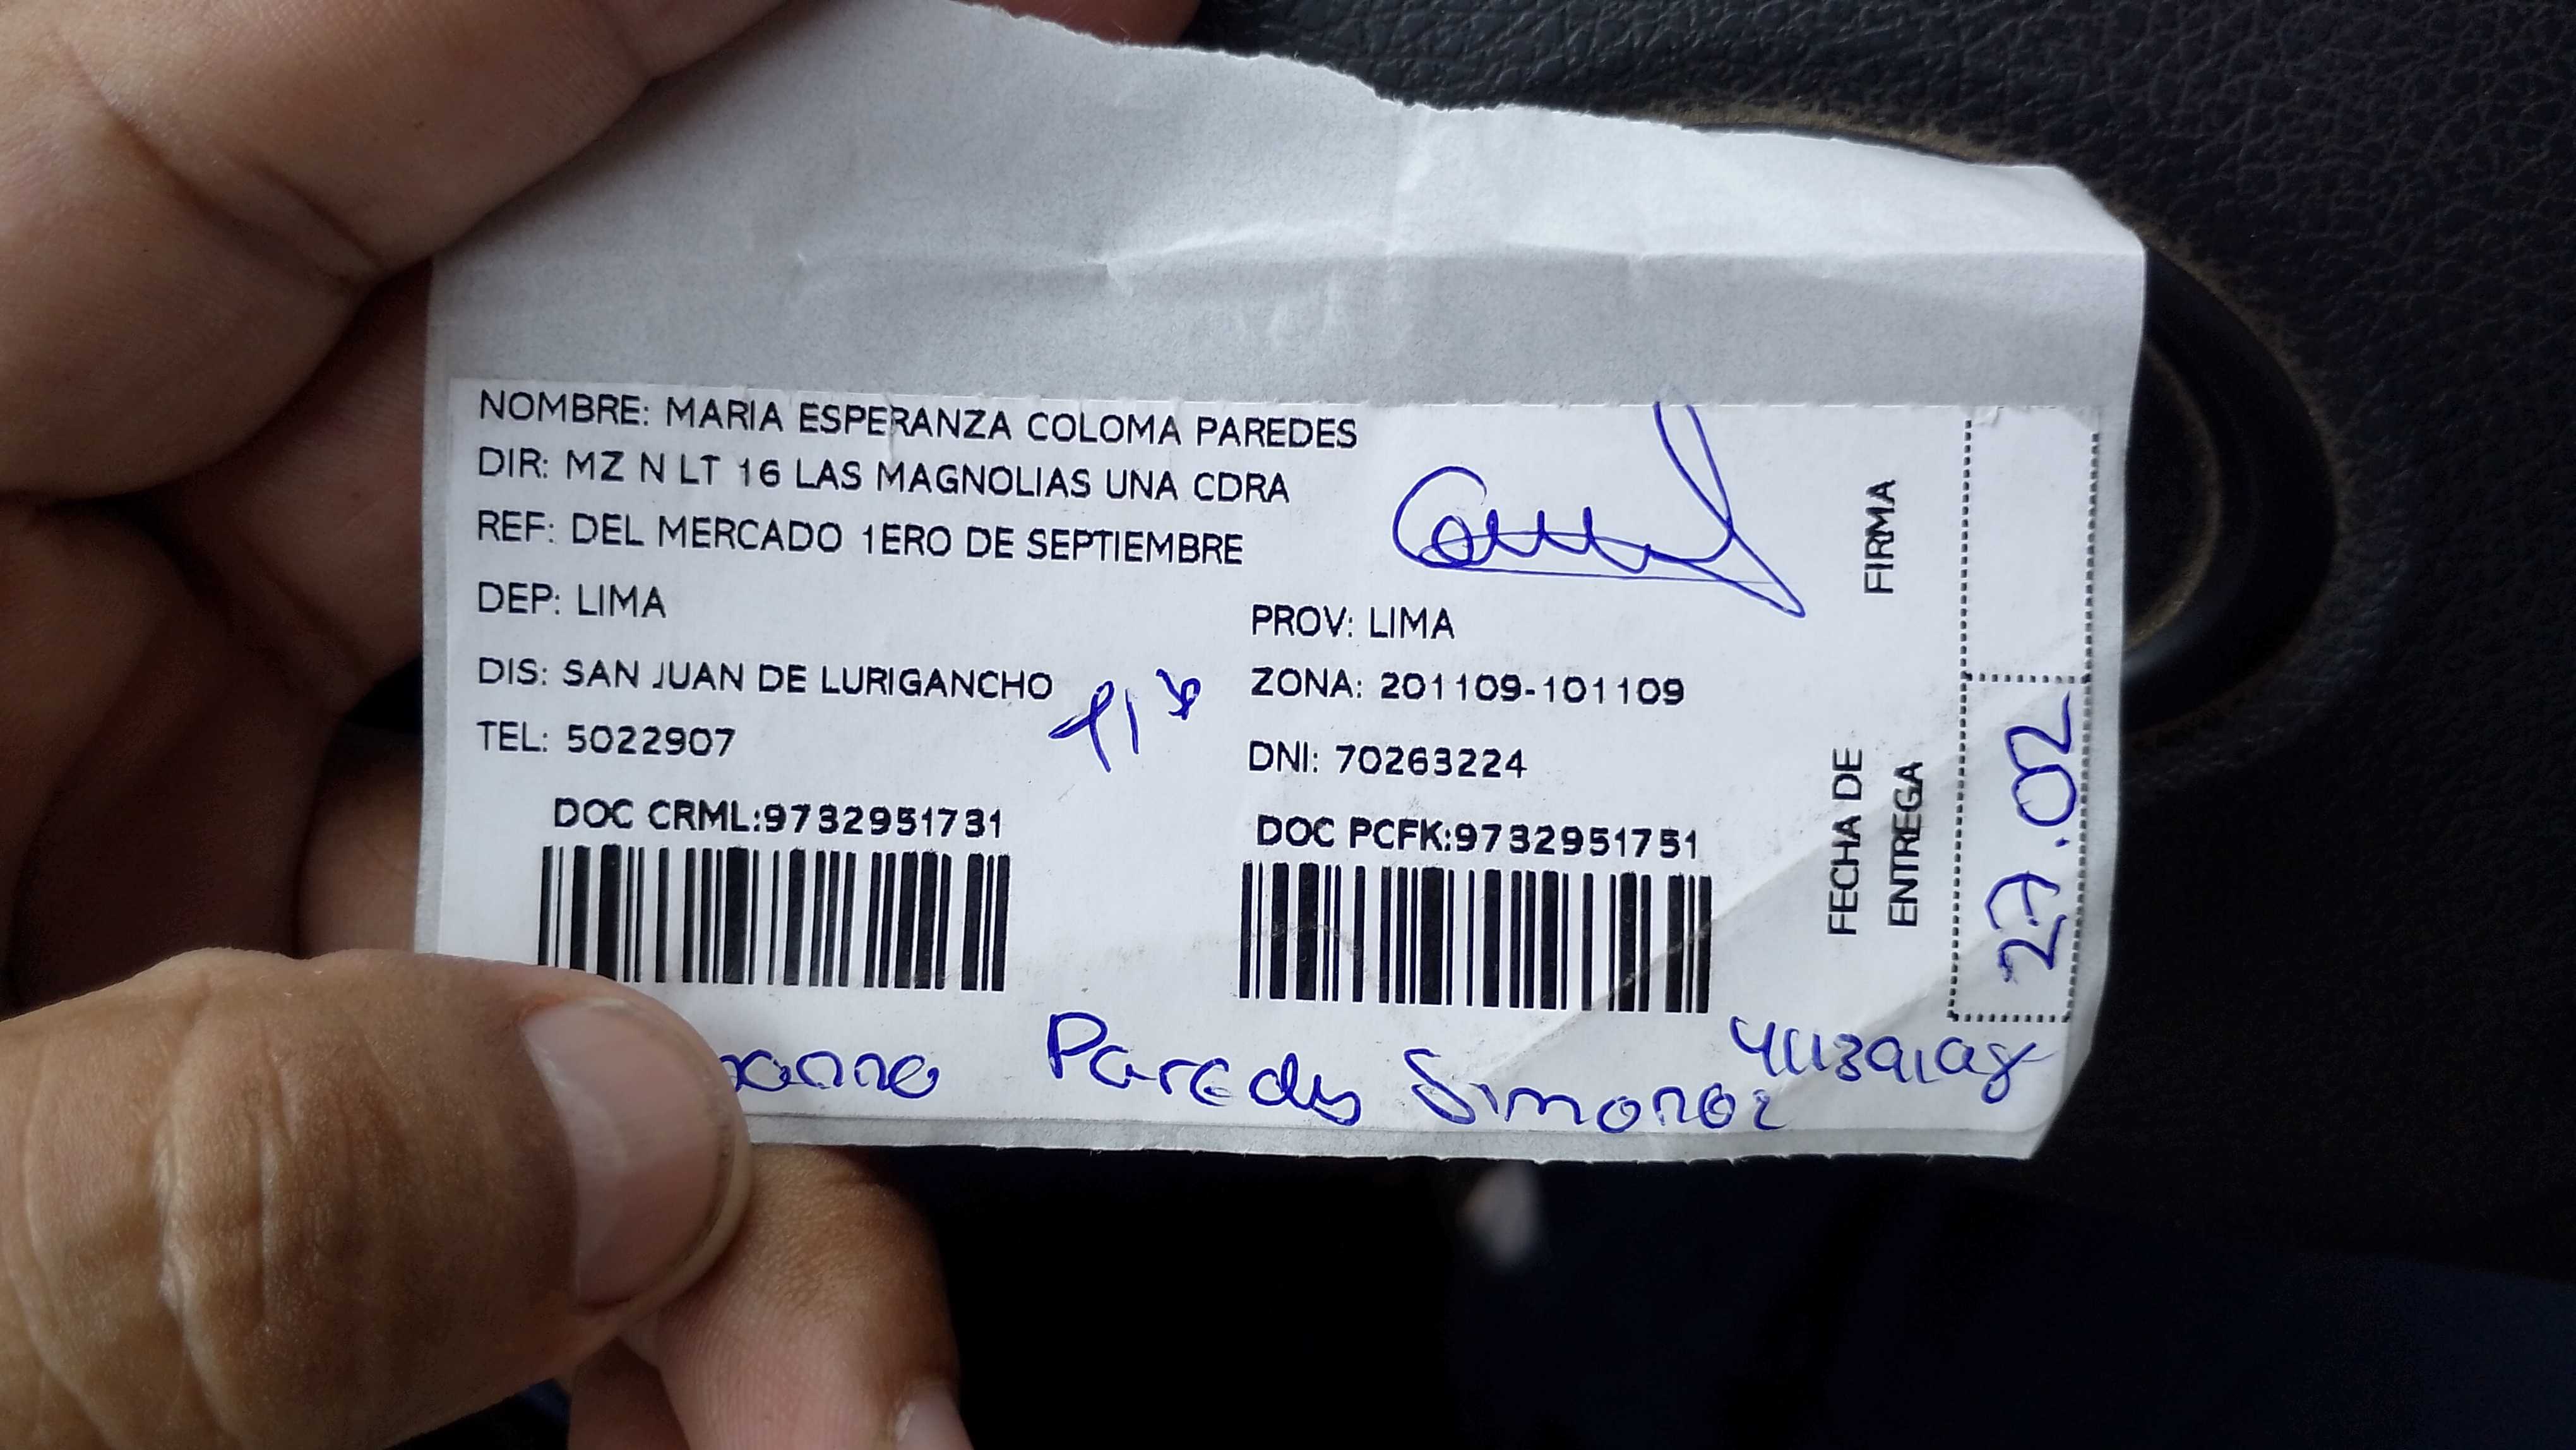 NOMBRE: MARIA ESPERANZA COLOMA PAREDES
DIR: MZ N LT 16 LAS MAGNOLIAS UNA CDRA
REF: DEL MERCADO 1ERO DE SEPTIEMBRE
FIRMA
DEP: LIMA
PROV: LIMA
DIS: SAN JUAN DE LURIGANCHO
ZONA: 201109-101109
TEL: 5022907
DNI: 70263224
FECHA DE
ENTREGA
27.02
DOC CRML:9732951731
DOC PCFK:9732951751
Paredes